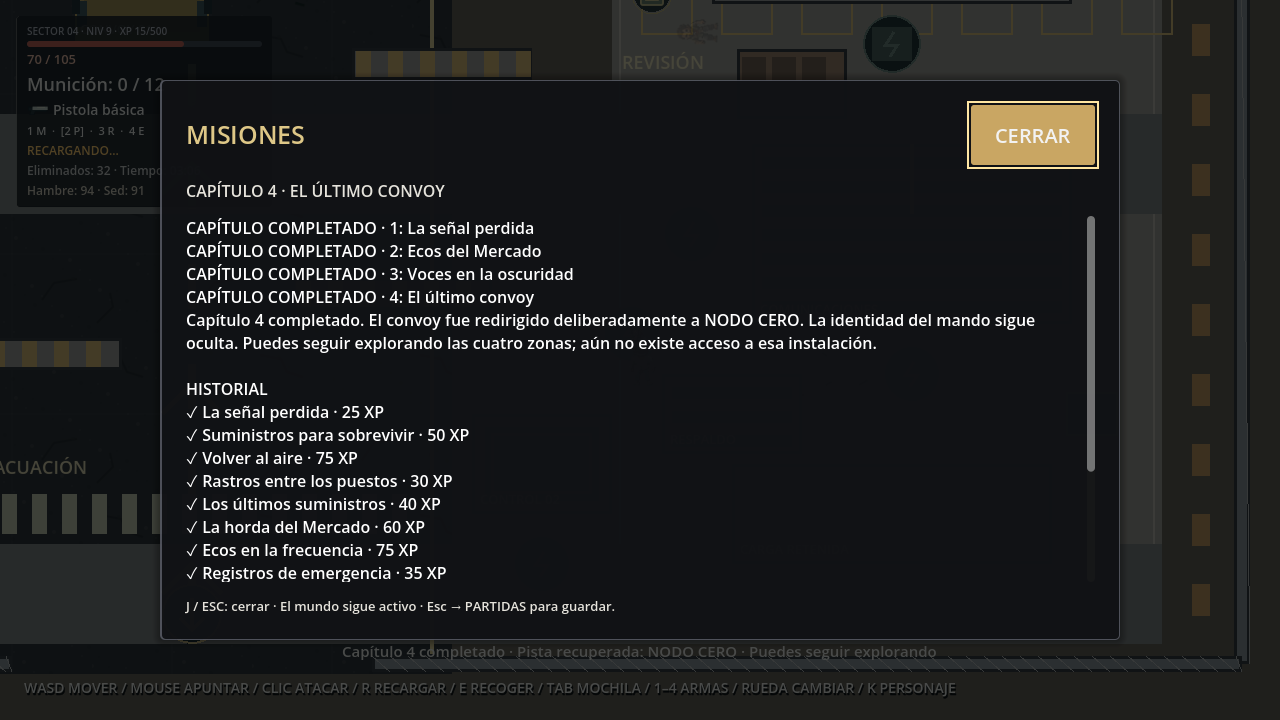 SECTOR 04 · NIV 9 · XP 15/500
70 / 105
Munición: 0 / 12
Pistola básica
1 M · [2 P] · 3 R · 4 E
RECARGANDO...
Eliminados: 32 · Tiempo
Hambre: 94 · Sed: 91
REVISIÓN
MISIONES
CERRAR
CAPÍTULO 4 · EL ÚLTIMO CONVOY
CAPÍTULO COMPLETADO · 1: La señal perdida
CAPÍTULO COMPLETADO · 2: Ecos del Mercado
CAPÍTULO COMPLETADO · 3: Voces en la oscuridad
CAPÍTULO COMPLETADO · 4: El último convoy
Capítulo 4 completado. El convoy fue redirigido deliberadamente a NODO CERO. La identidad del mando sigue
oculta. Puedes seguir explorando las cuatro zonas; aún no existe acceso a esa instalación.
HISTORIAL
✓ La señal perdida · 25 XP
✓ Suministros para sobrevivir · 50 XP
✓ Volver al aire · 75 XP
✓ Rastros entre los puestos · 30 XP
✓ Los últimos suministros · 40 XP
✓ La horda del Mercado · 60 XP
✓ Ecos en la frecuencia · 75 XP
✓ Registros de emergencia · 35 XP
J / ESC: cerrar · El mundo sigue activo · Esc → PARTIDAS para guardar.
ACUACIÓN
Capítulo 4 completado · Pista recuperada: NODO CERO · Puedes seguir explorando
WASD MOVER / MOUSE APUNTAR / CLIC ATACAR / R RECARGAR / E RECOGER / TAB MOCHILA / 1–4 ARMAS / RUEDA CAMBIAR / K PERSONAJE